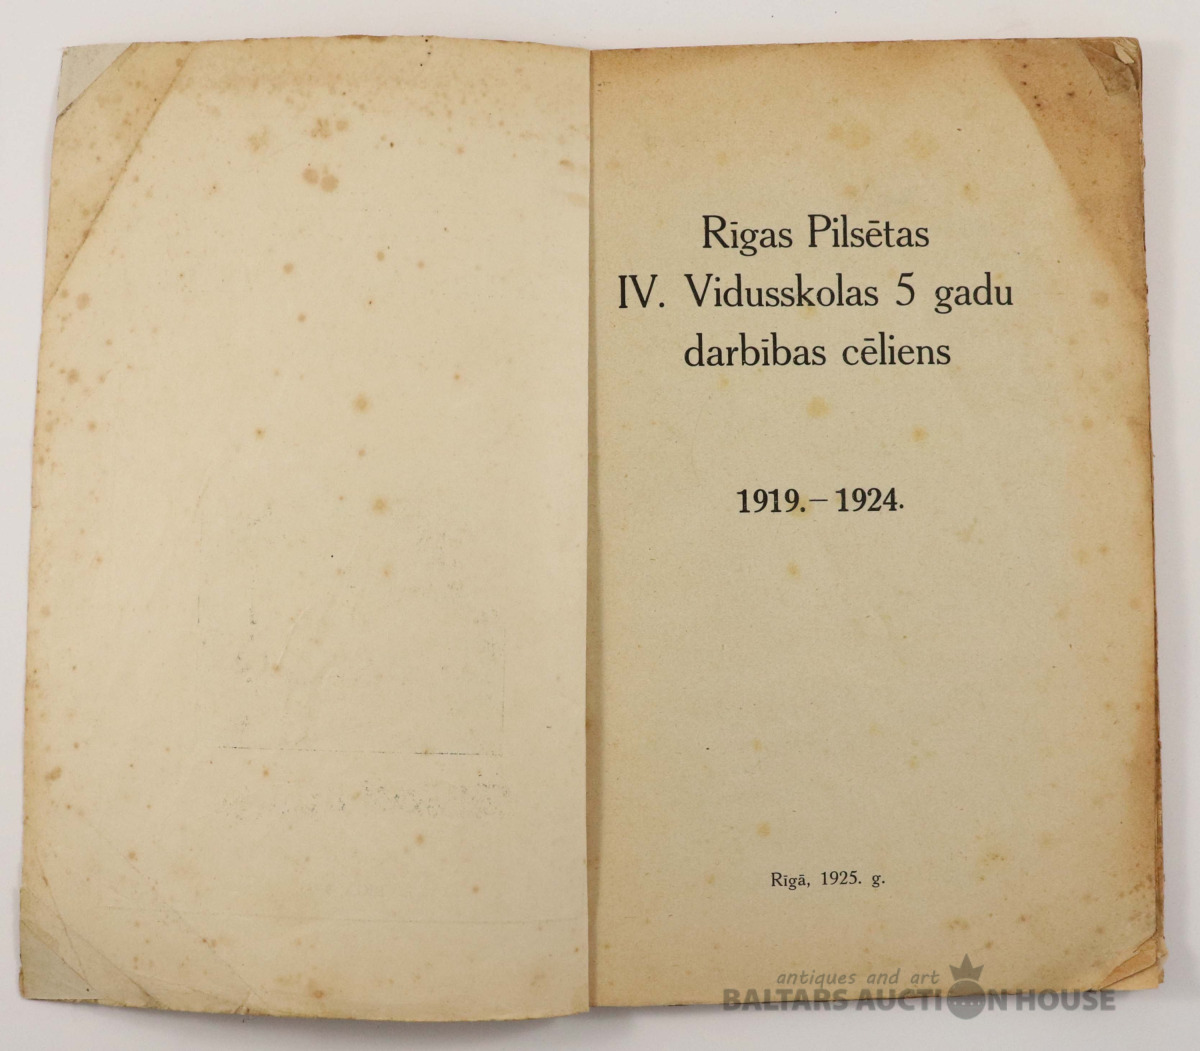 Rīgas Pilsētas
IV. Vidusskolas 5 gadu
darbības cēliens
1919.—1924.
Rīgā, 1925. g.
antiques and art
BALTARS AUCTION HOUSE